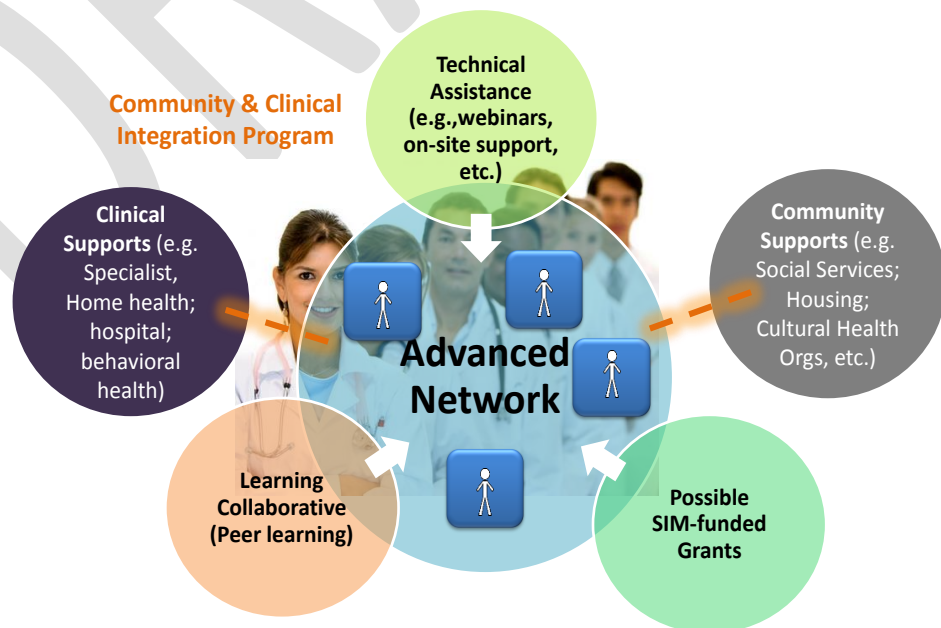 Community & Clinical
Integration Program
Technical
Assistance
(e.g.,webinars,
on-site support,
etc.)
Clinical
Supports (e.g.
Specialist,
Home health;
hospital;
behavioral
health)
Community
Supports (e.g.
Social Services;
Housing;
Cultural Health
Orgs, etc.)
Advanced
Network
Learning
Collaborative
(Peer learning)
Possible
SIM-funded
Grants